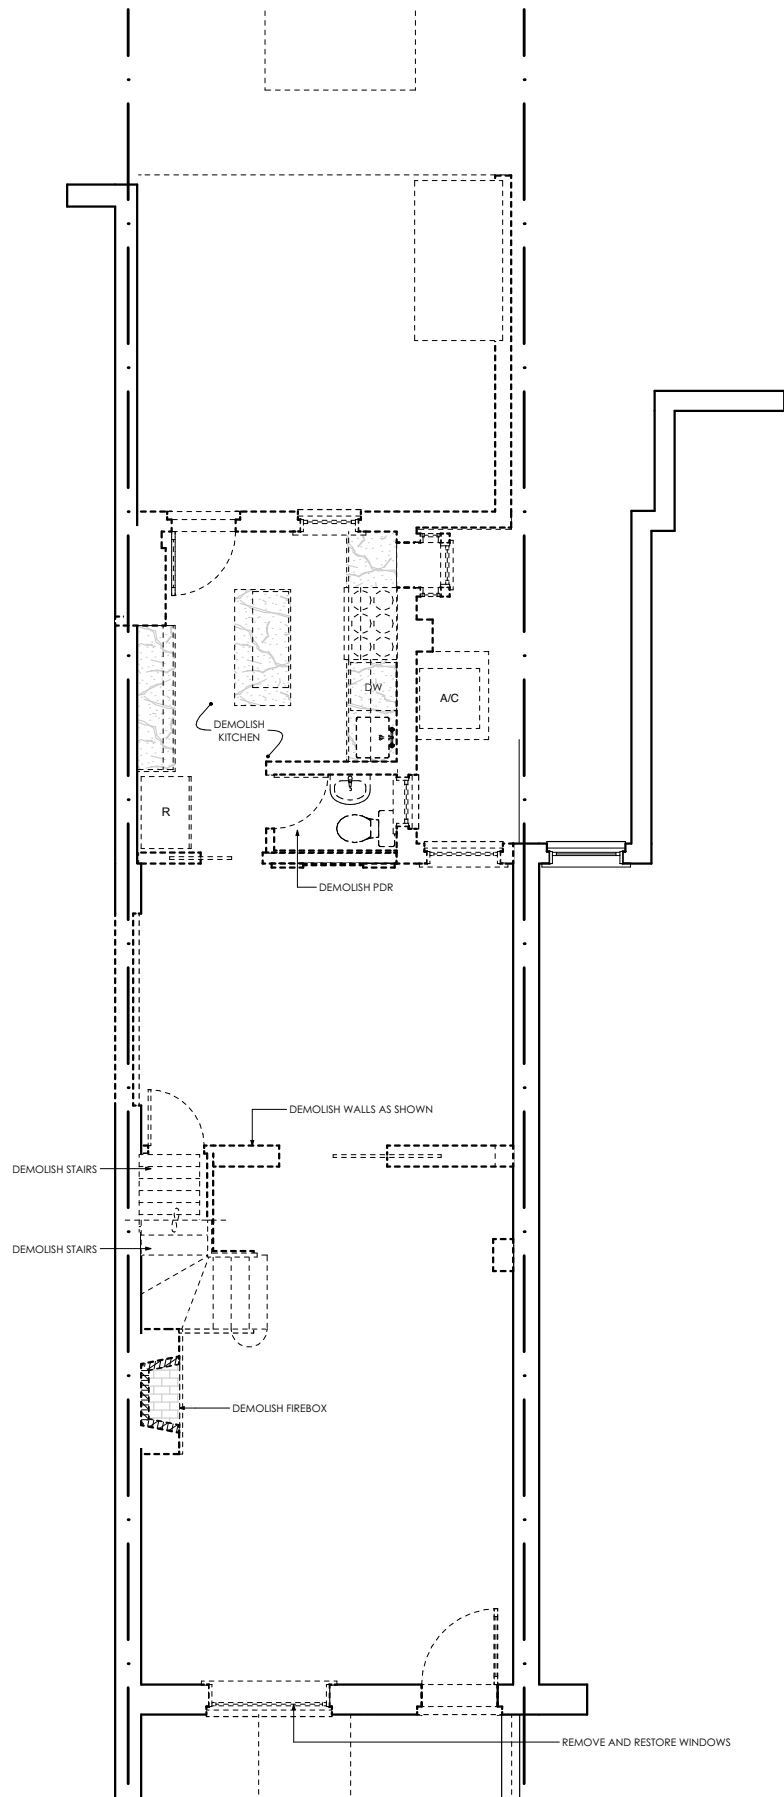 DW
A/C
DEMOLISH
KITCHEN
R
DEMOLISH PDR
DEMOLISH WALLS AS SHOWN
DEMOLISH STAIRS
DEMOLISH STAIRS
DEMOLISH FIREBOX
REMOVE AND RESTORE WINDOWS